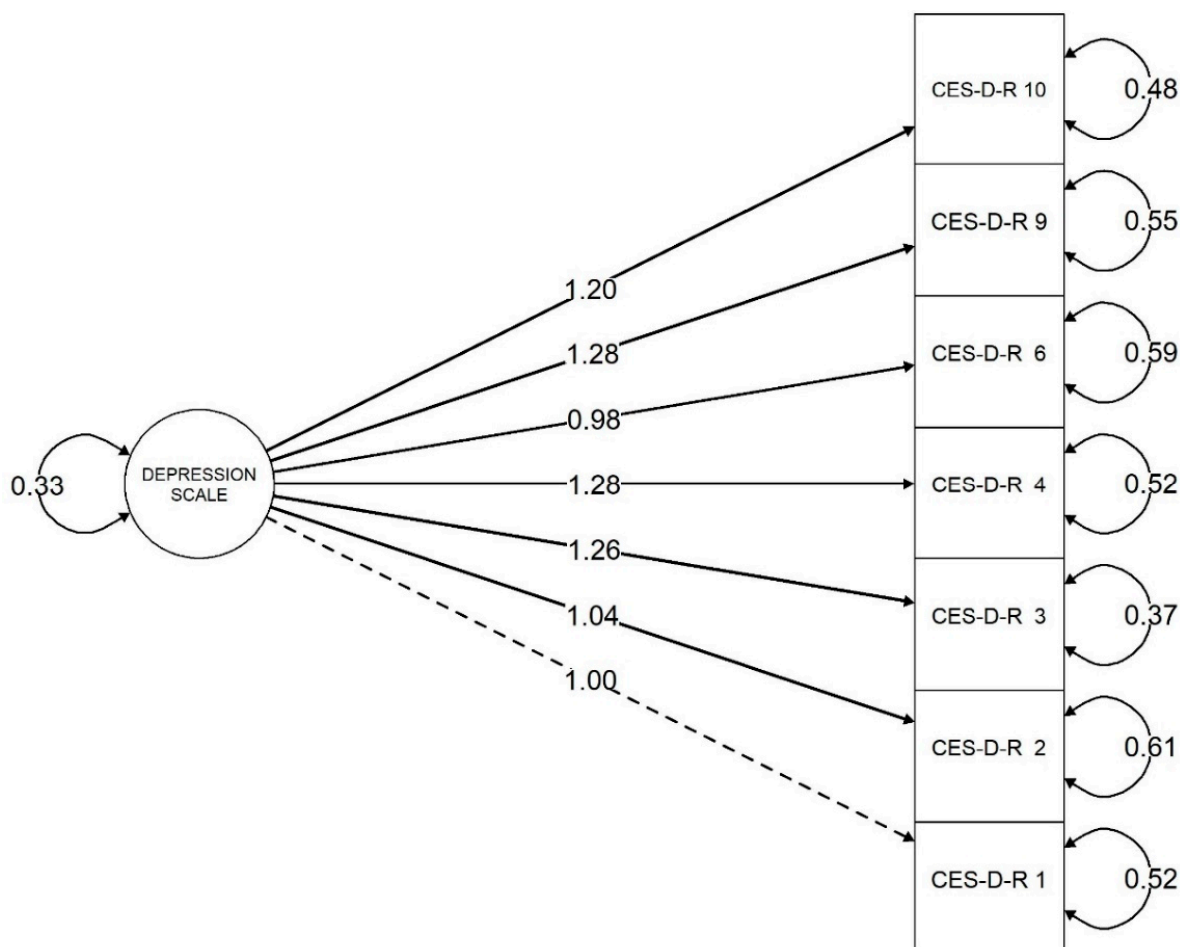 CES-D-R 10
0.48
CES-D-R 9
0.55
1.20
CES-D-R 6
0.59
1.28
0.98
DEPRESSION
SCALE
0.33
1.28
CES-D-R 4
0.52
1.26
CES-D-R 3
0.37
1.04
1.00
CES-D-R 2
0.61
CES-D-R 1
0.52